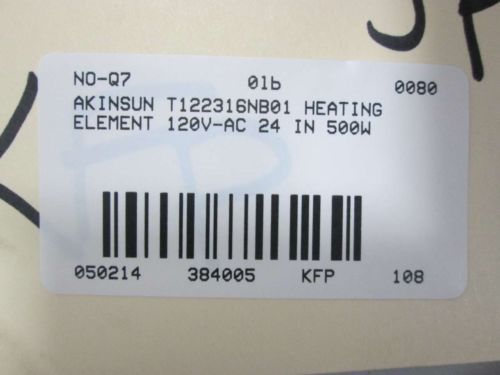 NO-Q7 01b 0080
AKINSUN T122316NB01 HEATING
ELEMENT 120V-AC 24 IN 500W
050214 384005 KFP 108